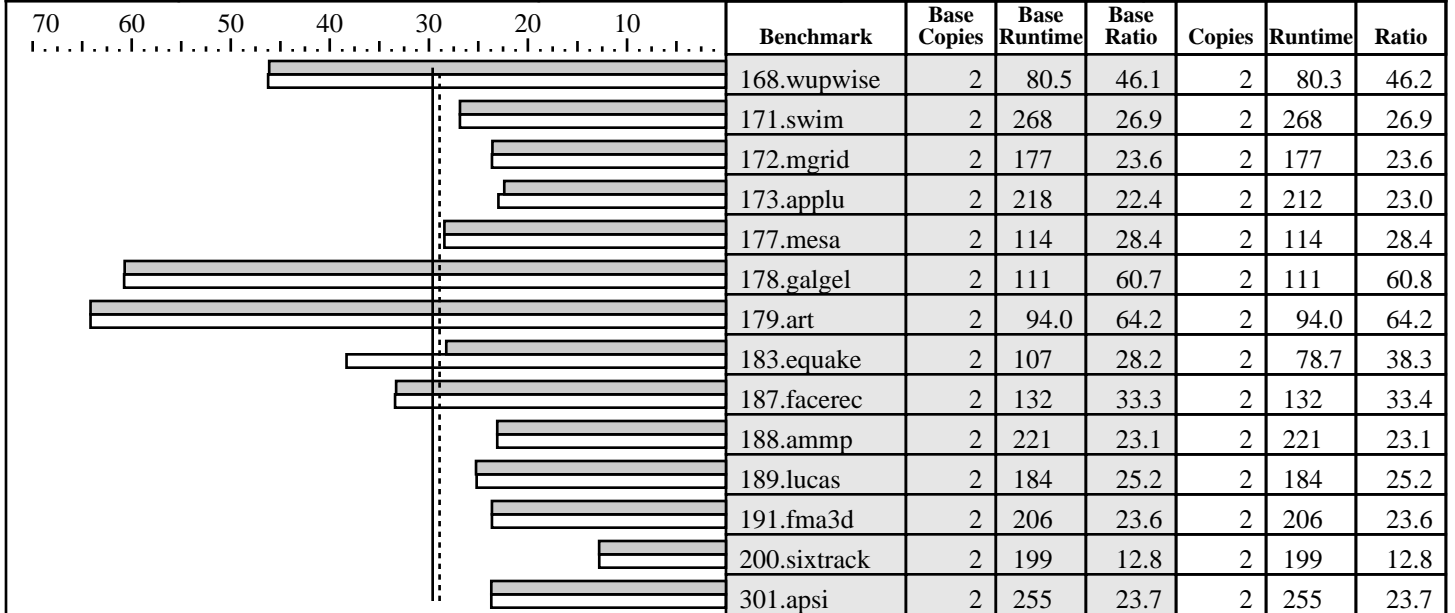 70 60 50 40 30 20 10
Benchmark Base Copies Base Runtime Base Ratio Copies Runtime Ratio
168.wupwise 2 80.5 46.1 2 80.3 46.2
171.swim 2 268 26.9 2 268 26.9
172.mgrid 2 177 23.6 2 177 23.6
173.applu 2 218 22.4 2 212 23.0
177.mesa 2 114 28.4 2 114 28.4
178.galgel 2 111 60.7 2 111 60.8
179.art 2 94.0 64.2 2 94.0 64.2
183.equake 2 107 28.2 2 78.7 38.3
187.facerec 2 132 33.3 2 132 33.4
188.ammp 2 221 23.1 2 221 23.1
189.lucas 2 184 25.2 2 184 25.2
191.fma3d 2 206 23.6 2 206 23.6
200.sixtrack 2 199 12.8 2 199 12.8
301.apsi 2 255 23.7 2 255 23.7